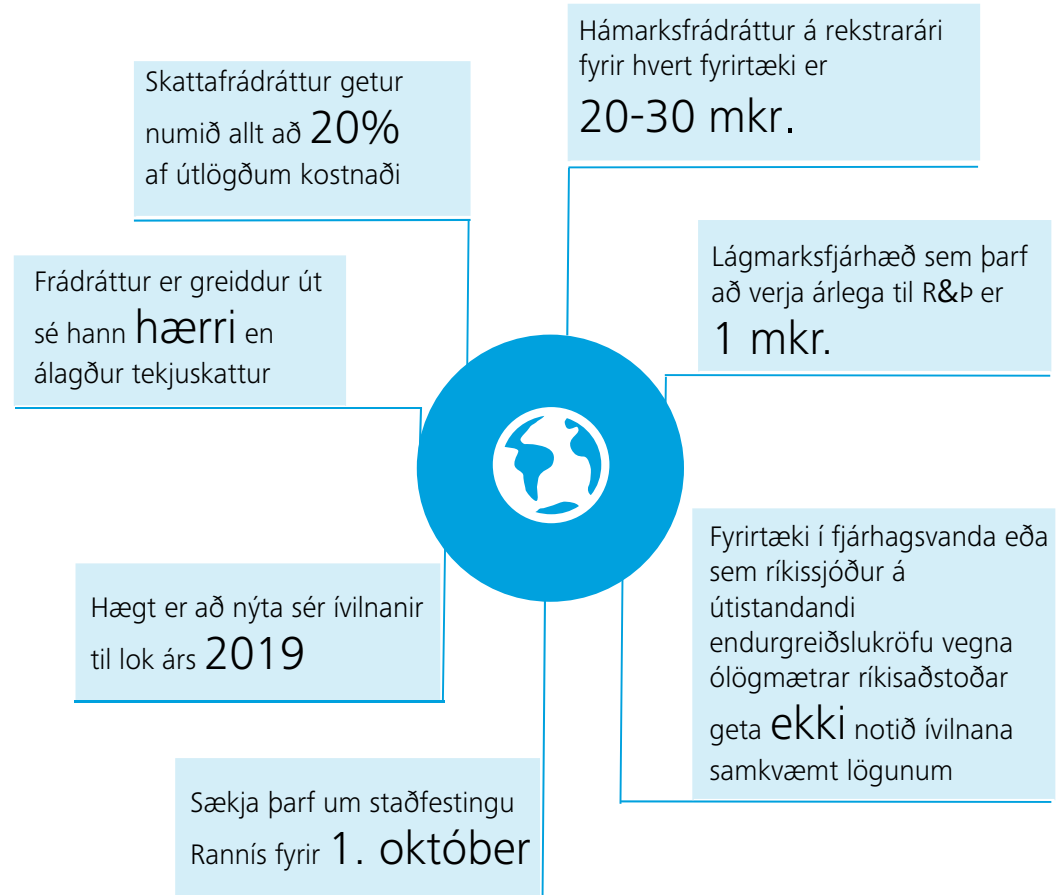 Skattafrádráttur getur
numið allt að 20%
af útlögðum kostnaði
Hámarksfrádráttur á rekstrarári
fyrir hvert fyrirtæki er
20-30 mkr.
Frádráttur er greiddur út
sé hann hærri en
álagður tekjuskattur
Lágmarksfjárhæð sem þarf
að verja árlega til R&Þ er
1 mkr.
Hægt er að nýta sér ívilnanir
til lok árs 2019
Fyrirtæki í fjárhagsvanda eða
sem ríkissjóður á
útistandandi
endurgreiðslukröfu vegna
ólögmætrar ríkisaðstoðar
geta ekki notið ívilnana
samkvæmt lögunum
Sækja þarf um staðfestingu
Rannís fyrir 1. október